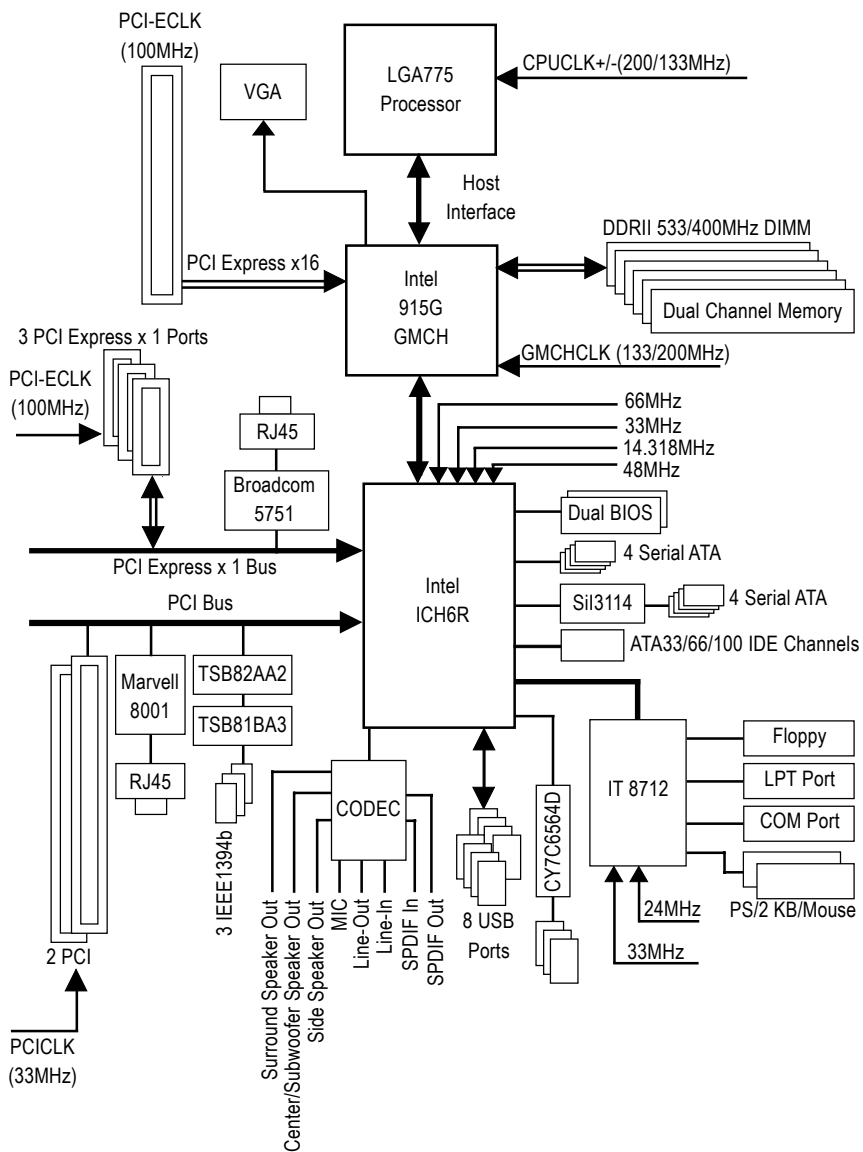 PCI-ECLK
(100MHz)
VGA
LGA775
Processor
CPUCLK+/-(200/133MHz)
Host
Interface
DDRII 533/400MHz DIMM
PCI Express x16
Intel
915G
GMCH
Dual Channel Memory
3 PCI Express x 1 Ports
GMCHCLK (133/200MHz)
PCI-ECLK
(100MHz)
66MHz
33MHz
14.318MHz
48MHz
RJ45
Broadcom
5751
Dual BIOS
PCI Express x 1 Bus
4 Serial ATA
Intel
ICH6R
PCI Bus
Sil3114
4 Serial ATA
ATA33/66/100 IDE Channels
Marvell
8001
TSB82AA2
TSB81BA3
RJ45
CODEC
IT 8712
Floppy
LPT Port
COM Port
PS/2 KB/Mouse
CY7C6564D
3 IEEE1394b
8 USB
Ports
24MHz
33MHz
2 PCI
PCICLK
(33MHz)
Surround Speaker Out
Center/Subwoofer Speaker Out
Side Speaker Out
MIC
Line-Out
Line-In
SPDIF In
SPDIF Out